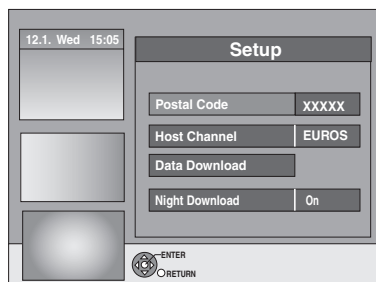 12.1. Wed 15:05
Setup
Postal Code XXXXX
Host Channel EUROS
Data Download
Night Download On
ENTER
RETURN